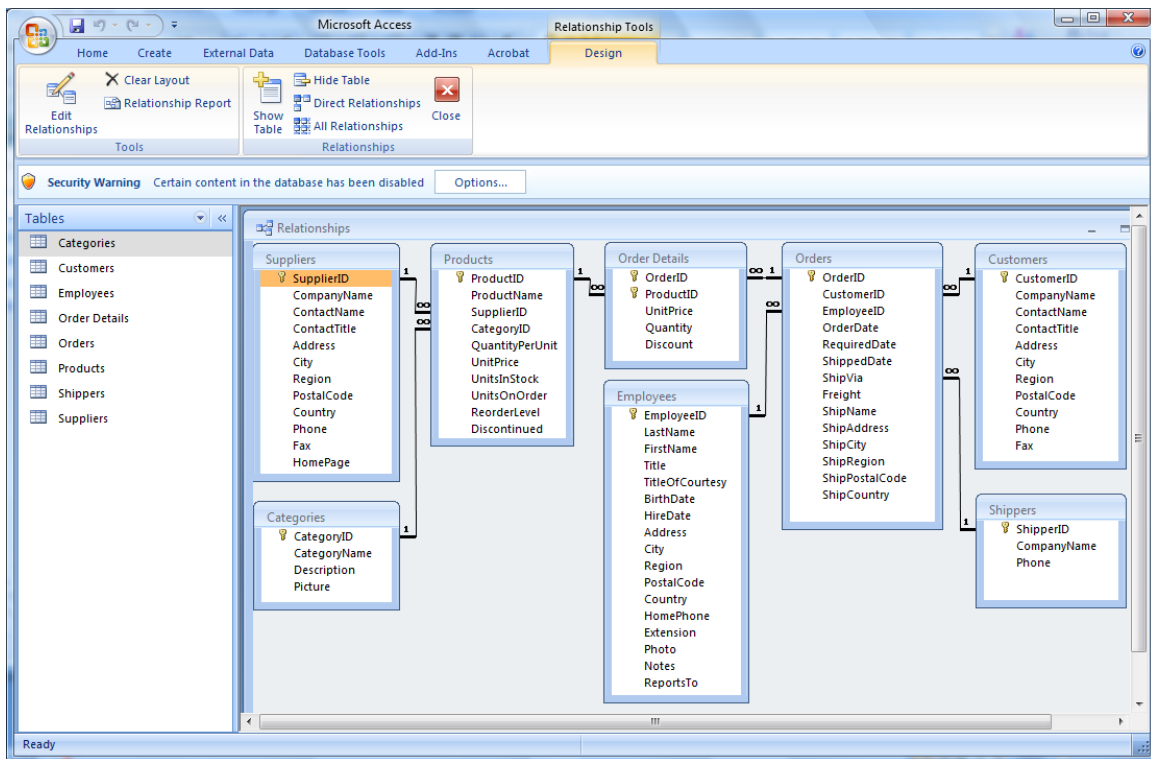 Microsoft Access
Relationship Tools
Home Create External Data Database Tools Add-Ins Acrobat Design
Edit Relationships
Clear Layout
Relationship Report
Tools
Show Table
Hide Table
Direct Relationships
All Relationships
Close
Relationships
Security Warning Certain content in the database has been disabled Options...
Tables
Categories
Customers
Employees
Order Details
Orders
Products
Shippers
Suppliers
Relationships
Suppliers
SupplierID
CompanyName
ContactName
ContactTitle
Address
City
Region
PostalCode
Country
Phone
Fax
HomePage
1
∞
Categories
CategoryID
CategoryName
Description
Picture
1
∞
Products
ProductID
ProductName
SupplierID
CategoryID
QuantityPerUnit
UnitPrice
UnitsInStock
UnitsOnOrder
ReorderLevel
Discontinued
1
∞
Order Details
OrderID
ProductID
UnitPrice
Quantity
Discount
∞ 1
Employees
EmployeeID
LastName
FirstName
Title
TitleOfCourtesy
BirthDate
HireDate
Address
City
Region
PostalCode
Country
HomePhone
Extension
Photo
Notes
ReportsTo
1
∞
Orders
OrderID
CustomerID
EmployeeID
OrderDate
RequiredDate
ShippedDate
ShipVia
Freight
ShipName
ShipAddress
ShipCity
ShipRegion
ShipPostalCode
ShipCountry
∞
1
Customers
CustomerID
CompanyName
ContactName
ContactTitle
Address
City
Region
PostalCode
Country
Phone
Fax
∞
1
Shippers
ShipperID
CompanyName
Phone
Ready